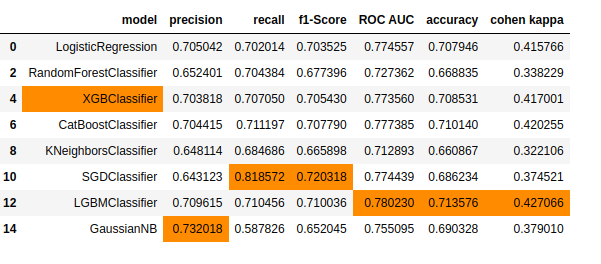 model precision recall f1-Score ROC AUC accuracy cohen kappa
0 LogisticRegression 0.705042 0.702014 0.703525 0.774557 0.707946 0.415766
2 RandomForestClassifier 0.652401 0.704384 0.677396 0.727362 0.668835 0.338229
4 XGBClassifier 0.703818 0.707050 0.705430 0.773560 0.708531 0.417001
6 CatBoostClassifier 0.704415 0.711197 0.707790 0.777385 0.710140 0.420255
8 KNeighborsClassifier 0.648114 0.684686 0.665898 0.712893 0.660867 0.322106
10 SGDClassifier 0.643123 0.818572 0.720318 0.774439 0.686234 0.374521
12 LGBMClassifier 0.709615 0.710456 0.710036 0.780230 0.713576 0.427066
14 GaussianNB 0.732018 0.587826 0.652045 0.755095 0.690328 0.379010